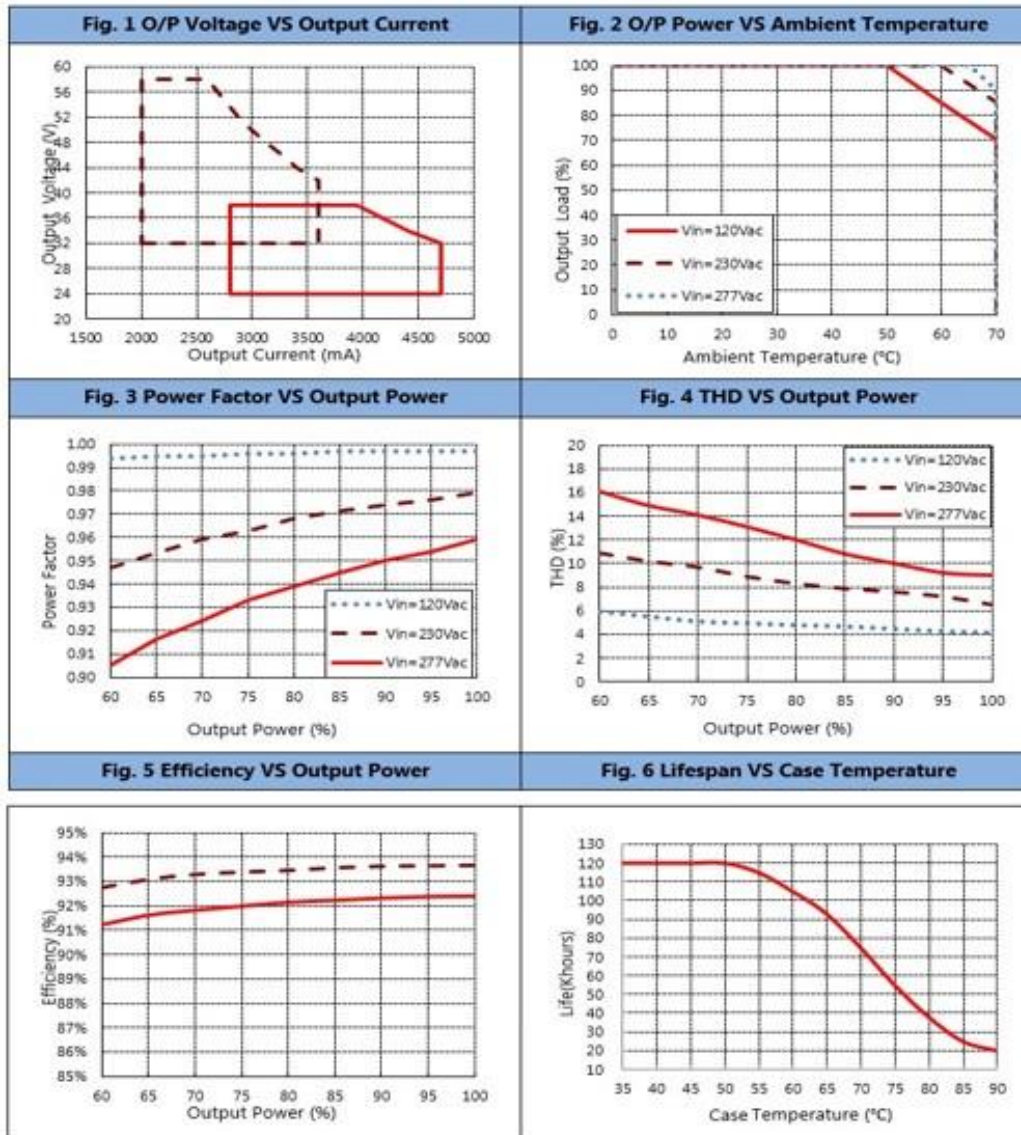 Fig. 1 O/P Voltage VS Output Current
60
56
52
48
44
40
36
32
28
24
20
Output Voltage (V)
1500 2000 2500 3000 3500 4000 4500 5000
Output Current (mA)
Fig. 2 O/P Power VS Ambient Temperature
100
90
80
70
60
50
40
30
20
10
0
Output Load (%)
Vin=120Vac
Vin=230Vac
Vin=277Vac
0 10 20 30 40 50 60 70
Ambient Temperature (°C)
Fig. 3 Power Factor VS Output Power
1.00
0.99
0.98
0.97
0.96
0.95
0.94
0.93
0.92
0.91
0.90
Power Factor
Vin=120Vac
Vin=230Vac
Vin=277Vac
60 65 70 75 80 85 90 95 100
Output Power (%)
Fig. 4 THD VS Output Power
20
18
16
14
12
10
8
6
4
2
0
THD (%)
Vin=120Vac
Vin=230Vac
Vin=277Vac
60 65 70 75 80 85 90 95 100
Output Power (%)
Fig. 5 Efficiency VS Output Power
95%
94%
93%
92%
91%
90%
89%
88%
87%
86%
85%
Efficiency (%)
60 65 70 75 80 85 90 95 100
Output Power (%)
Fig. 6 Lifespan VS Case Temperature
130
120
110
100
90
80
70
60
50
40
30
20
10
Life(Khours)
35 40 45 50 55 60 65 70 75 80 85 90
Case Temperature (°C)